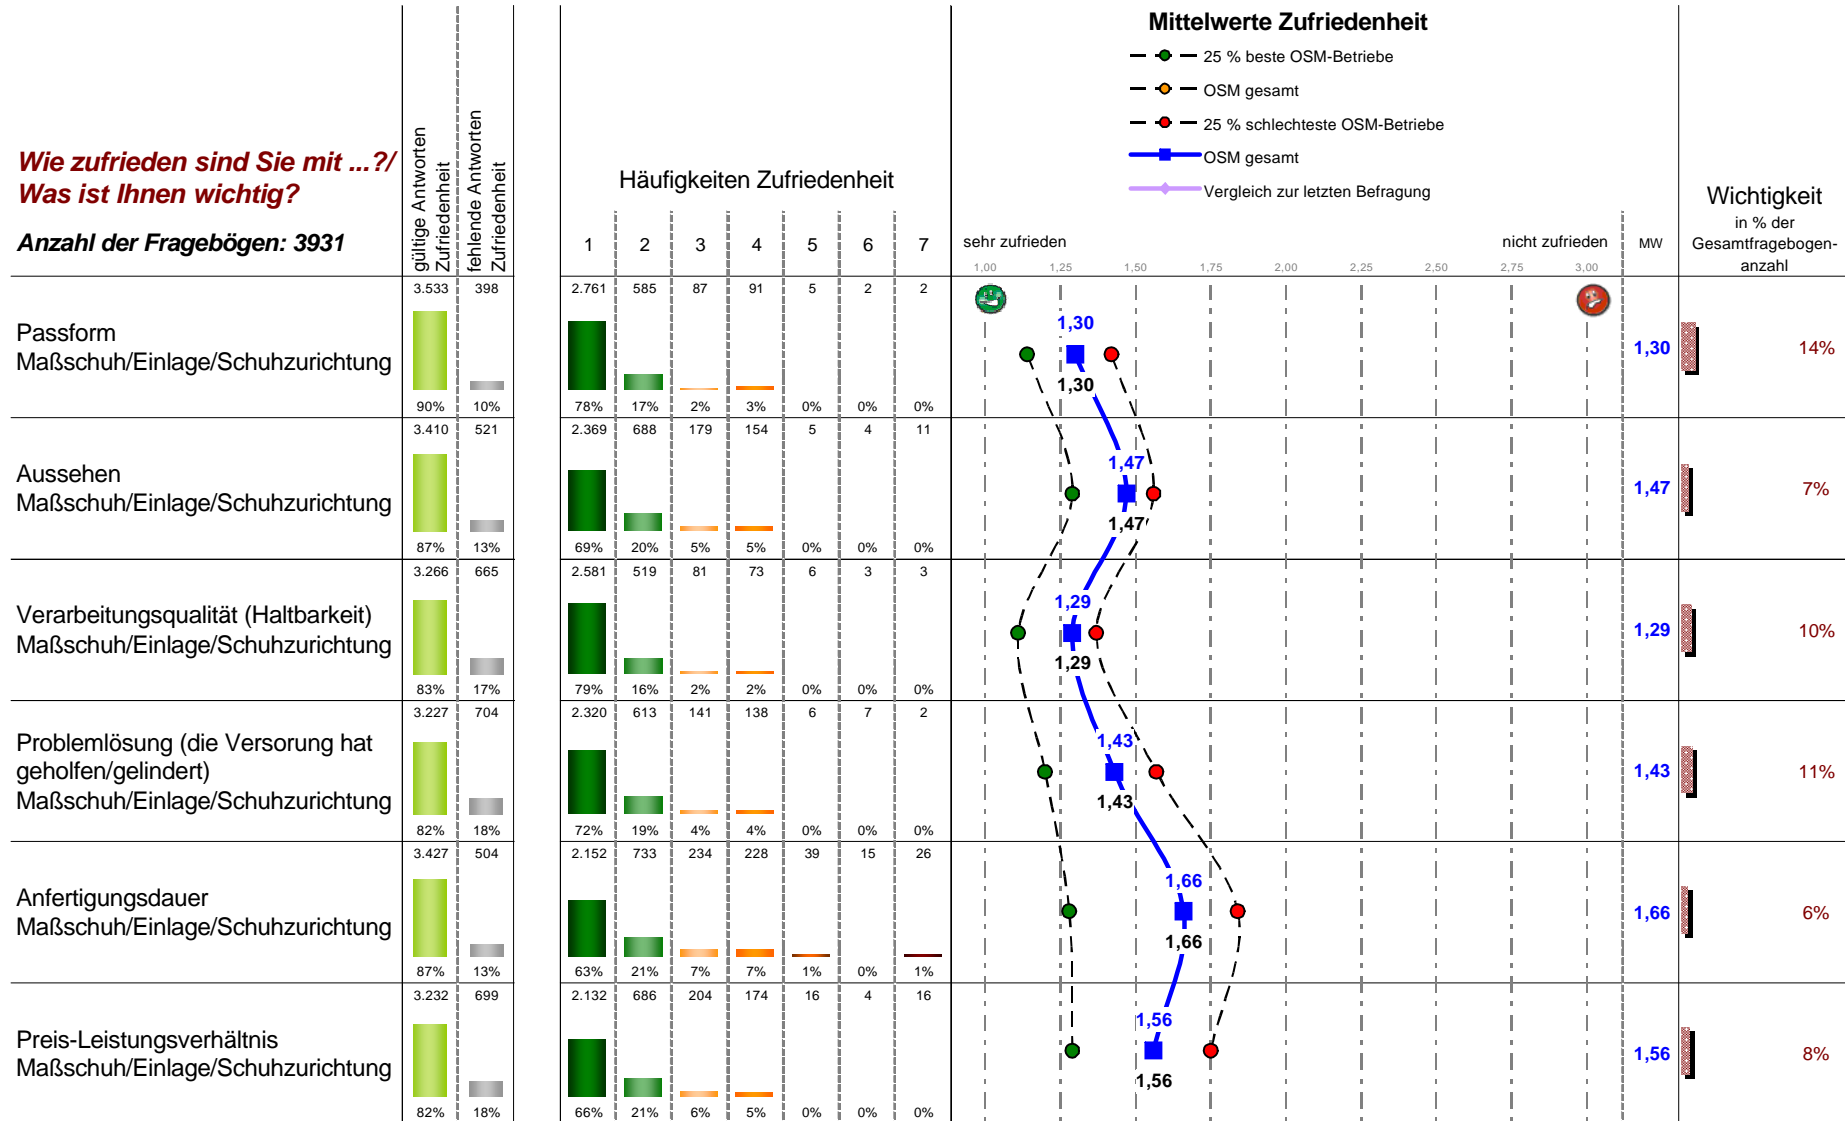 Mittelwerte Zufriedenheit
25 % beste OSM-Betriebe
OSM gesamt
25 % schlechteste OSM-Betriebe
OSM gesamt
Vergleich zur letzten Befragung
Wie zufrieden sind Sie mit ...?/
Was ist Ihnen wichtig?
Anzahl der Fragebögen: 3931
gültige Antworten
Zufriedenheit
fehlende Antworten
Zufriedenheit
Häufigkeiten Zufriedenheit
1 2 3 4 5 6 7
sehr zufrieden nicht zufrieden MW
1,00 1,25 1,50 1,75 2,00 2,25 2,50 2,75 3,00
Wichtigkeit
in % der
Gesamtfragebogen-
anzahl
3.533 398 2.761 585 87 91 5 2 2
Passform
Maßschuh/Einlage/Schuhzurichtung
1,30
1,30
1,30 14%
90% 10% 78% 17% 2% 3% 0% 0% 0%
3.410 521 2.369 688 179 154 5 4 11
Aussehen
Maßschuh/Einlage/Schuhzurichtung
1,47
1,47
1,47 7%
87% 13% 69% 20% 5% 5% 0% 0% 0%
3.266 665 2.581 519 81 73 6 3 3
Verarbeitungsqualität (Haltbarkeit)
Maßschuh/Einlage/Schuhzurichtung
1,29
1,29
1,29 10%
83% 17% 79% 16% 2% 2% 0% 0% 0%
3.227 704 2.320 613 141 138 6 7 2
Problemlösung (die Versorung hat
geholfen/gelindert)
Maßschuh/Einlage/Schuhzurichtung
1,43
1,43
1,43 11%
82% 18% 72% 19% 4% 4% 0% 0% 0%
3.427 504 2.152 733 234 228 39 15 26
Anfertigungsdauer
Maßschuh/Einlage/Schuhzurichtung
1,66
1,66
1,66 6%
87% 13% 63% 21% 7% 7% 1% 0% 1%
3.232 699 2.132 686 204 174 16 4 16
Preis-Leistungsverhältnis
Maßschuh/Einlage/Schuhzurichtung
1,56
1,56
1,56 8%
82% 18% 66% 21% 6% 5% 0% 0% 0%